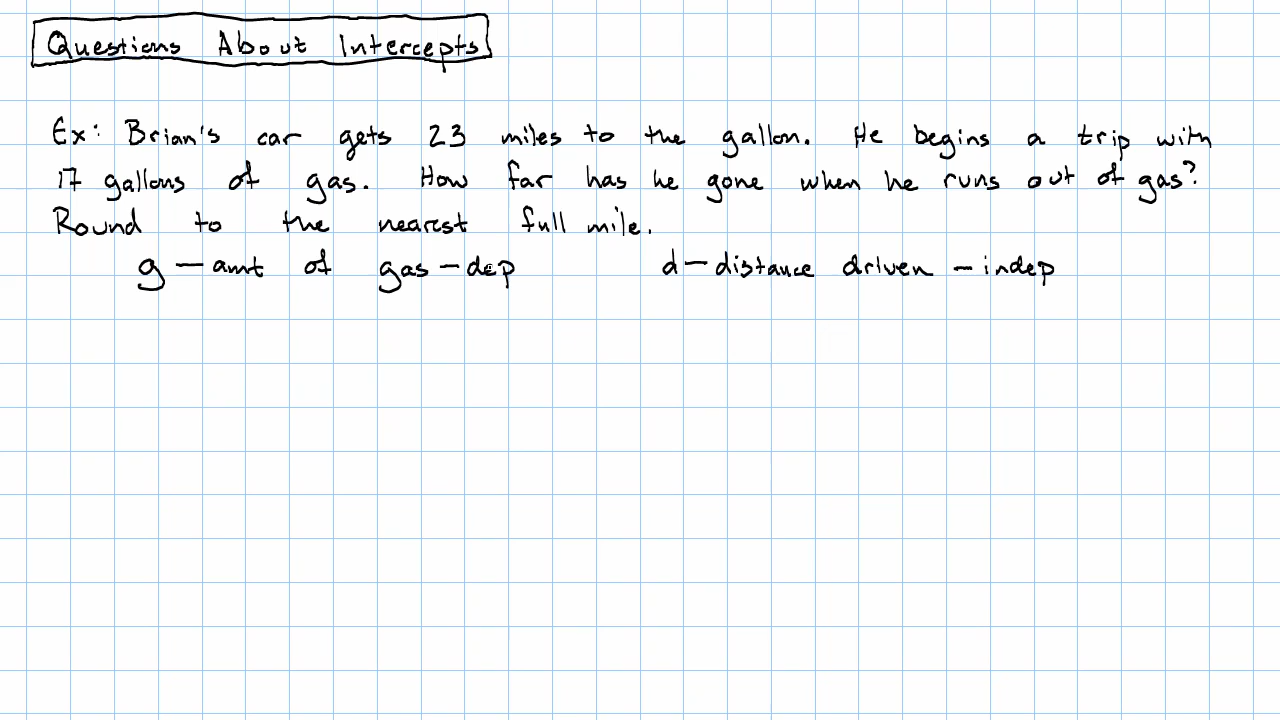 Questions About Intercepts
Ex: Brian's car gets 23 miles to the gallon. He begins a trip with
17 gallons of gas. How far has he gone when he runs out of gas?
Round to the nearest full mile.
g – amt of gas – dep d – distance driven – indep